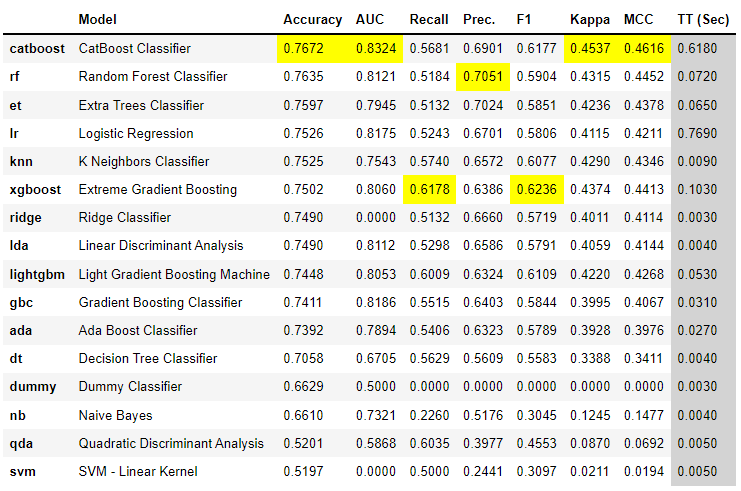 Model Accuracy AUC Recall Prec. F1 Kappa MCC TT (Sec)
catboost CatBoost Classifier 0.7672 0.8324 0.5681 0.6901 0.6177 0.4537 0.4616 0.6180
rf Random Forest Classifier 0.7635 0.8121 0.5184 0.7051 0.5904 0.4315 0.4452 0.0720
et Extra Trees Classifier 0.7597 0.7945 0.5132 0.7024 0.5851 0.4236 0.4378 0.0650
lr Logistic Regression 0.7526 0.8175 0.5243 0.6701 0.5806 0.4115 0.4211 0.7690
knn K Neighbors Classifier 0.7525 0.7543 0.5740 0.6572 0.6077 0.4290 0.4346 0.0090
xgboost Extreme Gradient Boosting 0.7502 0.8060 0.6178 0.6386 0.6236 0.4374 0.4413 0.1030
ridge Ridge Classifier 0.7490 0.0000 0.5132 0.6660 0.5719 0.4011 0.4114 0.0030
lda Linear Discriminant Analysis 0.7490 0.8112 0.5298 0.6586 0.5791 0.4059 0.4144 0.0040
lightgbm Light Gradient Boosting Machine 0.7448 0.8053 0.6009 0.6324 0.6109 0.4220 0.4268 0.0530
gbc Gradient Boosting Classifier 0.7411 0.8186 0.5515 0.6403 0.5844 0.3995 0.4067 0.0310
ada Ada Boost Classifier 0.7392 0.7894 0.5406 0.6323 0.5789 0.3928 0.3976 0.0270
dt Decision Tree Classifier 0.7058 0.6705 0.5629 0.5609 0.5583 0.3388 0.3411 0.0040
dummy Dummy Classifier 0.6629 0.5000 0.0000 0.0000 0.0000 0.0000 0.0000 0.0030
nb Naive Bayes 0.6610 0.7321 0.2260 0.5176 0.3045 0.1245 0.1477 0.0040
qda Quadratic Discriminant Analysis 0.5201 0.5868 0.6035 0.3977 0.4553 0.0870 0.0692 0.0050
svm SVM - Linear Kernel 0.5197 0.0000 0.5000 0.2441 0.3097 0.0211 0.0194 0.0050